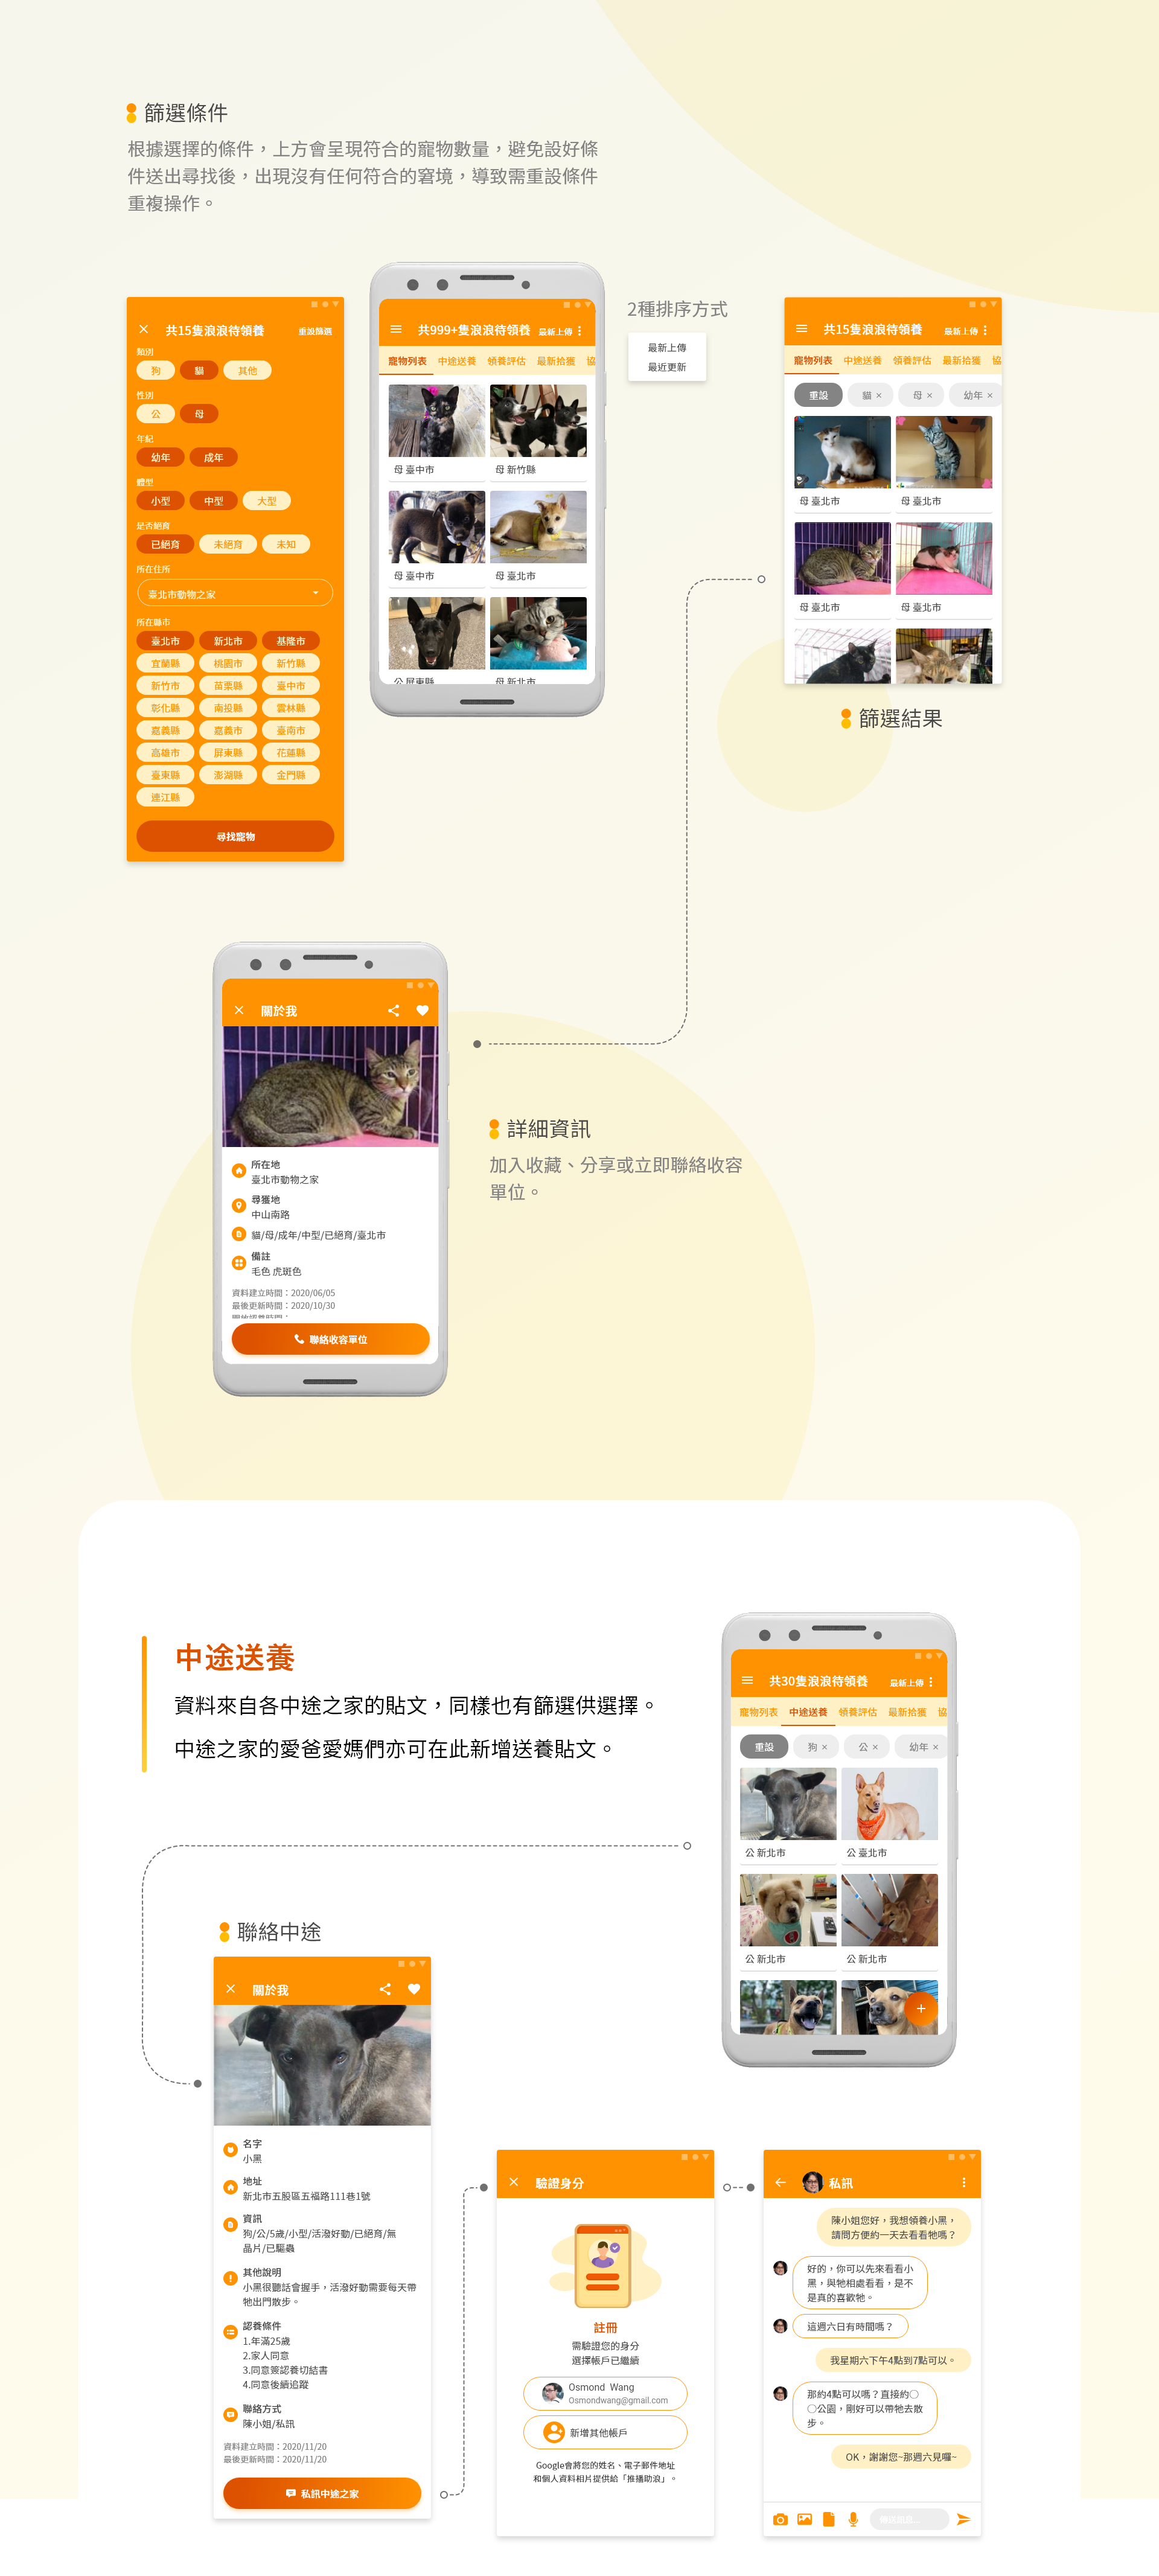 篩選條件
根據選擇的條件，上方會呈現符合的寵物數量，避免設好條
件送出尋找後，出現沒有任何符合的窘境，導致需重設條件
重複操作。
共15隻浪浪待領養 重設篩選
類別
狗 貓 其他
性別
公 母
年紀
幼年 成年
體型
小型 中型 大型
是否絕育
已絕育 未絕育 未知
所在住所
臺北市動物之家
所在縣市
臺北市 新北市 基隆市
宜蘭縣 桃園市 新竹縣
新竹市 苗栗縣 臺中市
彰化縣 南投縣 雲林縣
嘉義縣 嘉義市 臺南市
高雄市 屏東縣 花蓮縣
臺東縣 澎湖縣 金門縣
連江縣
尋找寵物
共999+隻浪浪待領養 最新上傳
寵物列表 中途送養 領養評估 最新拾獲 協
母 臺中市 母 新竹縣
母 臺中市 母 臺北市
公 屏東縣 母 新北市
2種排序方式
最新上傳
最近更新
共15隻浪浪待領養 最新上傳
寵物列表 中途送養 領養評估 最新拾獲 協
重設 貓 × 母 × 幼年 ×
母 臺北市 母 臺北市
母 臺北市 母 臺北市
篩選結果
關於我
所在地
臺北市動物之家
尋獲地
中山南路
貓/母/成年/中型/已絕育/臺北市
備註
毛色 虎斑色
資料建立時間：2020/06/05
最後更新時間：2020/10/30
聯絡收容單位
詳細資訊
加入收藏、分享或立即聯絡收容
單位。
中途送養
資料來自各中途之家的貼文，同樣也有篩選供選擇。
中途之家的愛爸愛媽們亦可在此新增送養貼文。
共30隻浪浪待領養 最新上傳
寵物列表 中途送養 領養評估 最新拾獲 協
重設 狗 × 公 × 幼年 ×
公 新北市 公 臺北市
公 新北市 公 新北市
聯絡中途
關於我
名字
小黑
地址
新北市五股區五福路111巷1號
資訊
狗/公/5歲/小型/活潑好動/已絕育/無
晶片/已驅蟲
其他說明
小黑很聽話會握手，活潑好動需要每天帶
牠出門散步。
認養條件
1.年滿25歲
2.家人同意
3.同意簽認養切結書
4.同意後續追蹤
聯絡方式
陳小姐/私訊
資料建立時間：2020/11/20
最後更新時間：2020/11/20
私訊中途之家
驗證身分
註冊
需驗證您的身分
選擇帳戶已繼續
Osmond Wang
Osmondwang@gmail.com
新增其他帳戶
Google會將您的姓名、電子郵件地址
和個人資料相片提供給「推播助浪」。
私訊
陳小姐您好，我想領養小黑，
請問方便約一天去看看牠嗎？
好的，你可以先來看看小
黑，與牠相處看看，是不
是真的喜歡牠。
這週六日有時間嗎？
我星期六下午4點到7點可以。
那約4點可以嗎？直接約〇
〇公園，剛好可以帶牠去散
步。
OK，謝謝您~那週六見囉~